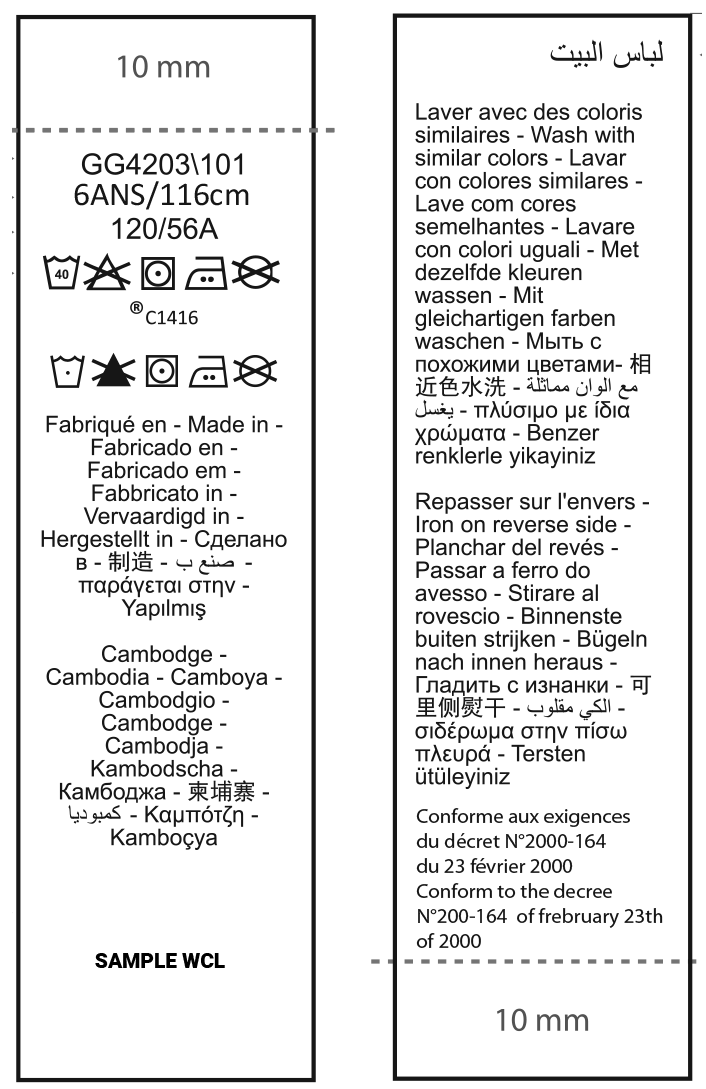 10 mm
GG4203\101
6ANS/116cm
120/56A
40
®C1416
Fabriqué en - Made in -
Fabricado en -
Fabricado em -
Fabbricato in -
Vervaardigd in -
Hergestellt in - Сделано
в - 制造 - صنع ب -
παράγεται στην -
Yapılmış
Cambodge -
Cambodia - Camboya -
Cambodgio -
Cambodge -
Cambodja -
Kambodscha -
Камбоджа - 柬埔寨 -
كمبوديا - Καμπότζη -
Kamboçya
SAMPLE WCL
لباس البيت
Laver avec des coloris
similaires - Wash with
similar colors - Lavar
con colores similares -
Lave com cores
semelhantes - Lavare
con colori uguali - Met
dezelfde kleuren
wassen - Mit
gleichartigen farben
waschen - Мыть с
похожими цветами- 相
近色水洗 - مع الوان مماثلة
يغسل - πλύσιμο με ίδια
χρώματα - Benzer
renklerle yikayiniz
Repasser sur l'envers -
Iron on reverse side -
Planchar del revés -
Passar a ferro do
avesso - Stirare al
rovescio - Binnenste
buiten strijken - Bügeln
nach innen heraus -
Гладить с изнанки - 可
里侧熨干 - الكي مقلوب -
σιδέρωμα στην πίσω
πλευρά - Tersten
ütüleyiniz
Conforme aux exigences
du décret N°2000-164
du 23 février 2000
Conform to the decree
N°200-164 of frebruary 23th
of 2000
10 mm